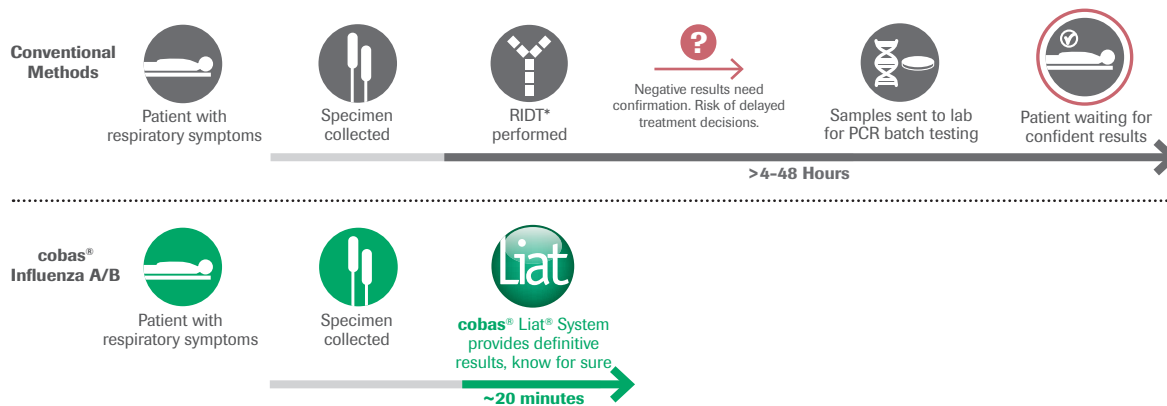 Conventional
Methods
Patient with
respiratory symptoms
Specimen
collected
RIDT*
performed
?
Negative results need
confirmation. Risk of delayed
treatment decisions.
Samples sent to lab
for PCR batch testing
Patient waiting for
confident results
>4–48 Hours
cobas®
Influenza A/B
Patient with
respiratory symptoms
Specimen
collected
Liat
cobas® Liat® System
provides definitive
results, know for sure
~20 minutes